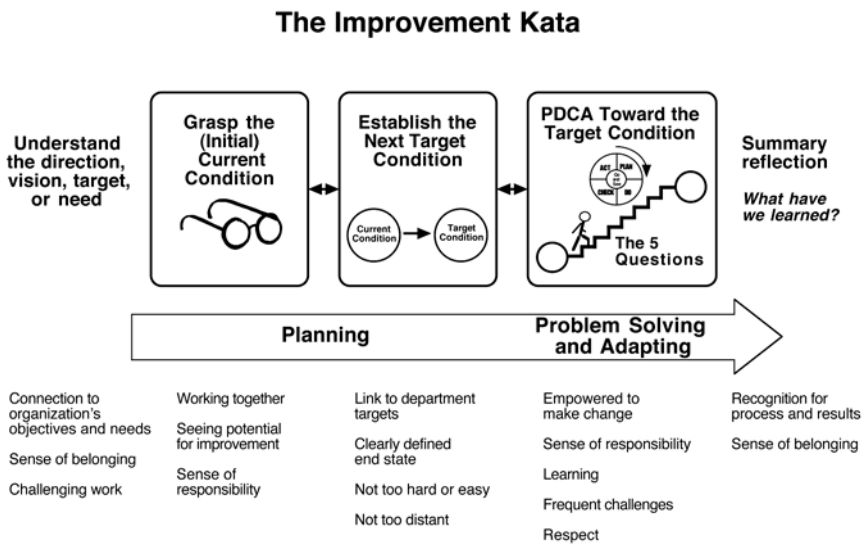 The Improvement Kata
Understand
the direction,
vision, target,
or need
Grasp the
(Initial)
Current
Condition
Establish the
Next Target
Condition
Current
Condition
Target
Condition
PDCA Toward the
Target Condition
ACT
PLAN
CHECK
DO
The 5
Questions
Summary
reflection
What have
we learned?
Planning
Problem Solving
and Adapting
Connection to
organization's
objectives and needs
Sense of belonging
Challenging work
Working together
Seeing potential
for improvement
Sense of
responsibility
Link to department
targets
Clearly defined
end state
Not too hard or easy
Not too distant
Empowered to
make change
Sense of responsibility
Learning
Frequent challenges
Respect
Recognition for
process and results
Sense of belonging